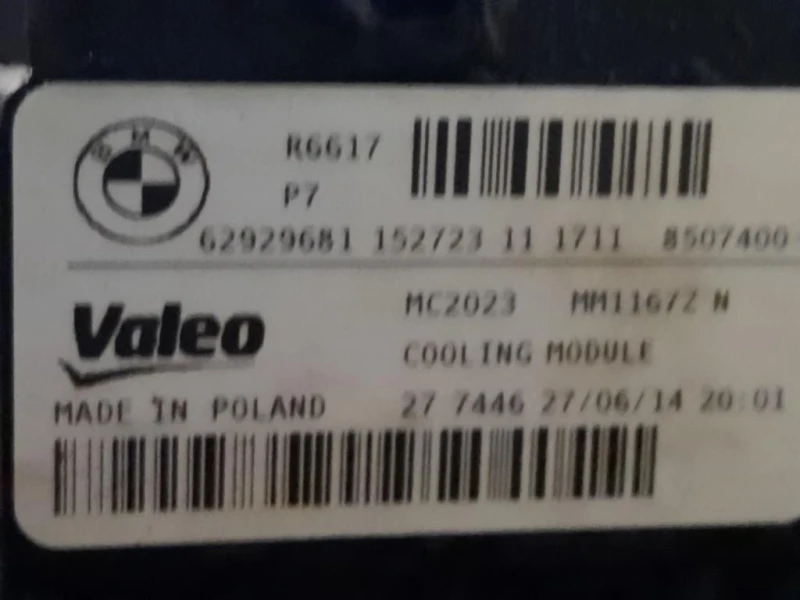 BMW
R6617
P7
62929681 152723 11 1711 8507400
Valeo
MC2023 MM1167Z N
COOLING MODULE
MADE IN POLAND 27 7446 27/06/14 20:01